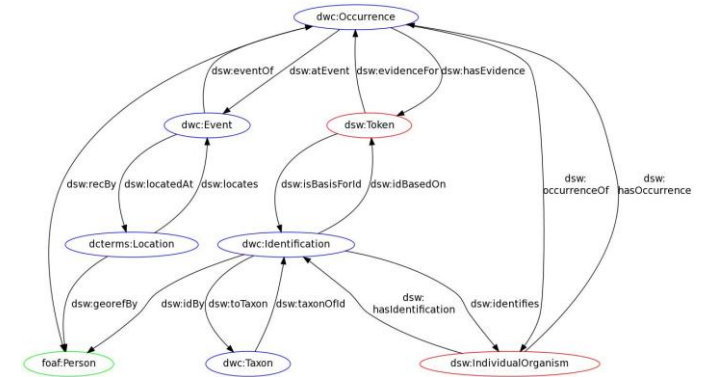 dwc:Occurrence
dsw:eventOf
dsw:atEvent
dsw:evidenceFor
dsw:hasEvidence
dwc:Event
dsw:Token
dsw:recBy
dsw:locatedAt
dsw:locates
dsw:isBasisForId
dsw:idBasedOn
dsw:
occurrenceOf
dsw:
hasOccurrence
dcterms:Location
dwc:Identification
dsw:georefBy
dsw:idBy
dsw:toTaxon
dsw:taxonOfId
dsw:
hasIdentification
dsw:identifies
foaf:Person
dwc:Taxon
dsw:IndividualOrganism